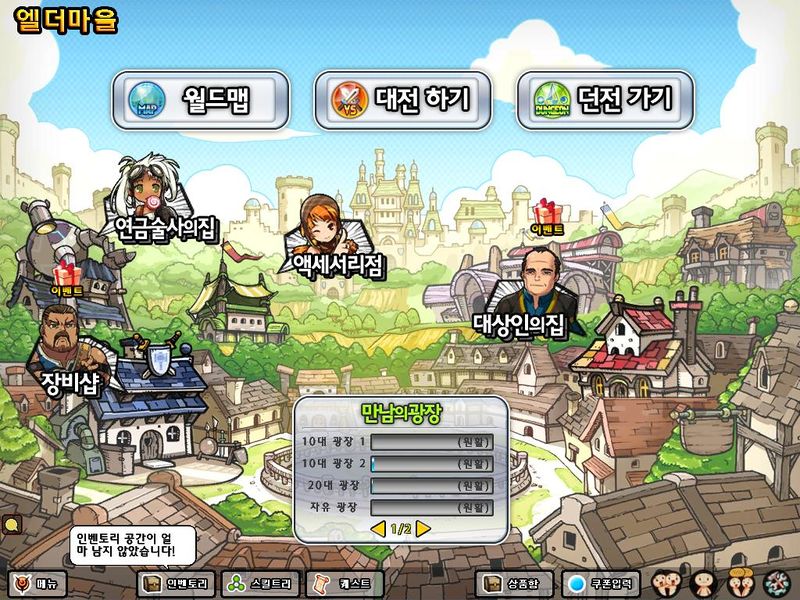 엘더마을
MAP 월드맵
VS 대전 하기
DUNGEON 던전 가기
연금술사의집
액세서리점
이벤트
대상인의집
이벤트
장비샵
만남의광장
10대 광장 1 (원활)
10대 광장 2 (원활)
20대 광장 (원활)
자유 광장 (원활)
1/2
인벤토리 공간이 얼
마 남지 않았습니다!
메뉴
인벤토리
스킬트리
퀘스트
상품함
쿠폰입력